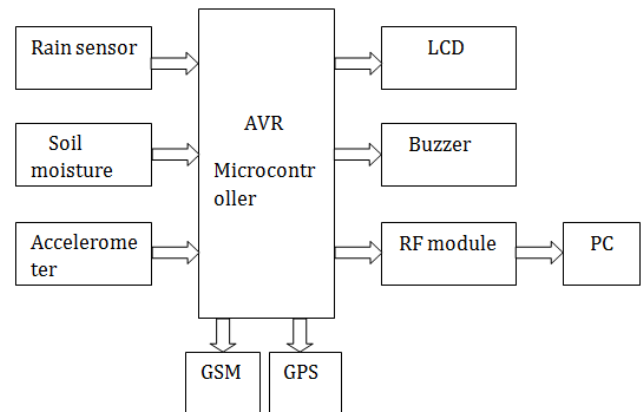 Rain sensor
LCD
AVR
Microcontr
oller
Soil
moisture
Buzzer
Accelerome
ter
RF module
PC
GSM
GPS